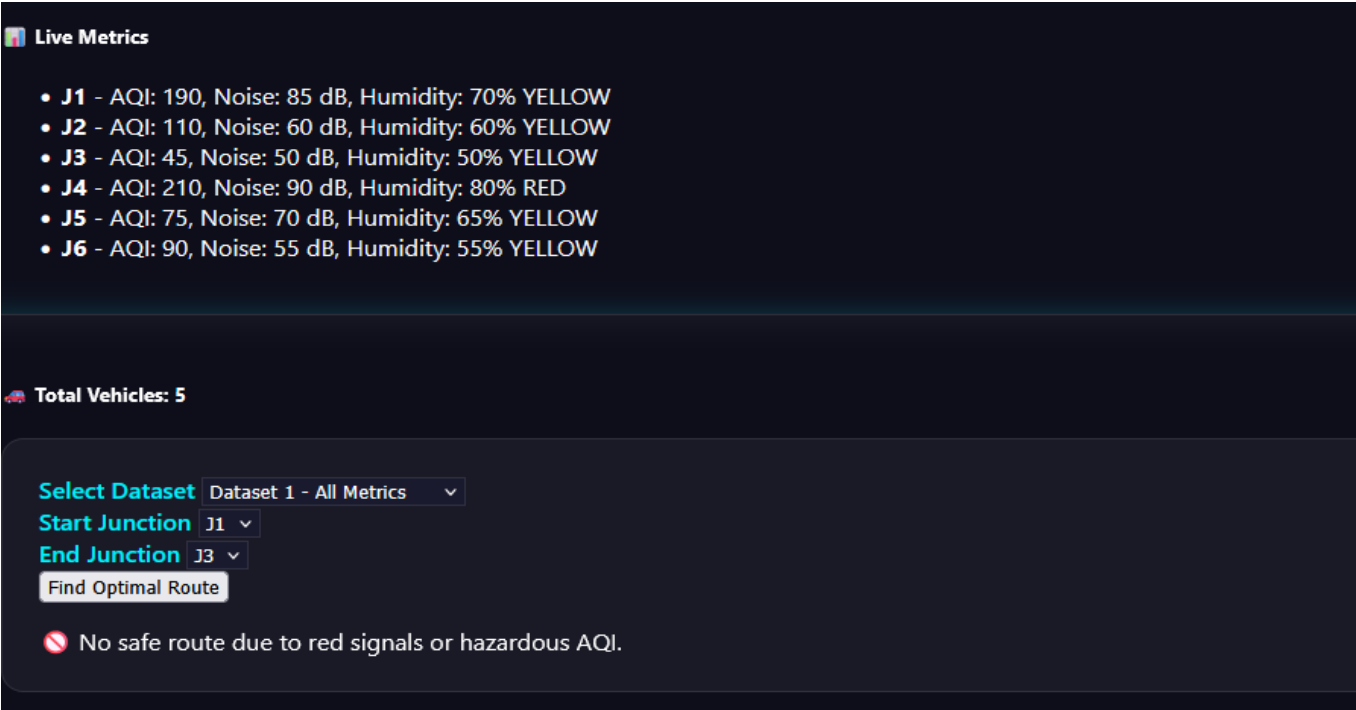 📊 Live Metrics
• J1 - AQI: 190, Noise: 85 dB, Humidity: 70% YELLOW
• J2 - AQI: 110, Noise: 60 dB, Humidity: 60% YELLOW
• J3 - AQI: 45, Noise: 50 dB, Humidity: 50% YELLOW
• J4 - AQI: 210, Noise: 90 dB, Humidity: 80% RED
• J5 - AQI: 75, Noise: 70 dB, Humidity: 65% YELLOW
• J6 - AQI: 90, Noise: 55 dB, Humidity: 55% YELLOW
🚗 Total Vehicles: 5
Select Dataset Dataset 1 - All Metrics
Start Junction J1
End Junction J3
Find Optimal Route
🚫 No safe route due to red signals or hazardous AQI.